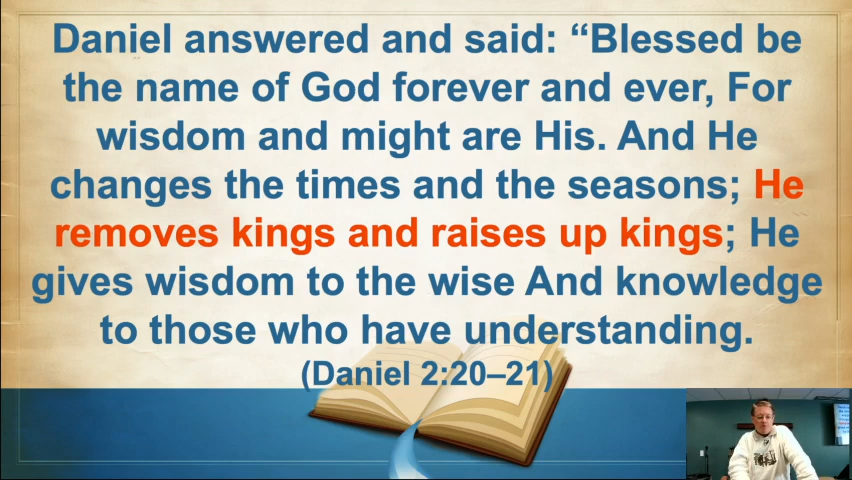 Daniel answered and said: “Blessed be
the name of God forever and ever, For
wisdom and might are His. And He
changes the times and the seasons; He
removes kings and raises up kings; He
gives wisdom to the wise And knowledge
to those who have understanding.
(Daniel 2:20–21)